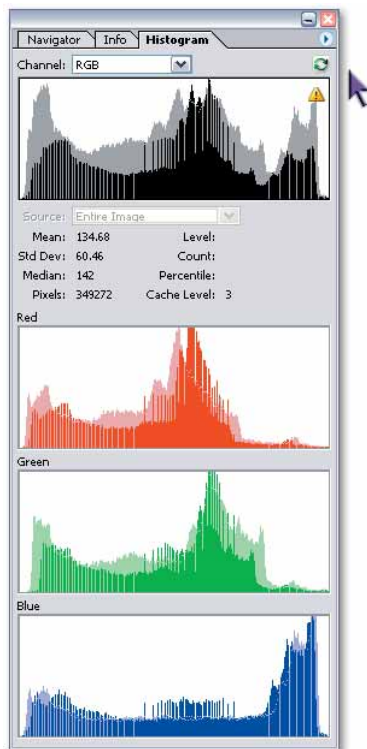 Navigator Info Histogram
Channel: RGB
Source: Entire Image
Mean: 134.68 Level:
Std Dev: 60.46 Count:
Median: 142 Percentile:
Pixels: 349272 Cache Level: 3
Red
Green
Blue